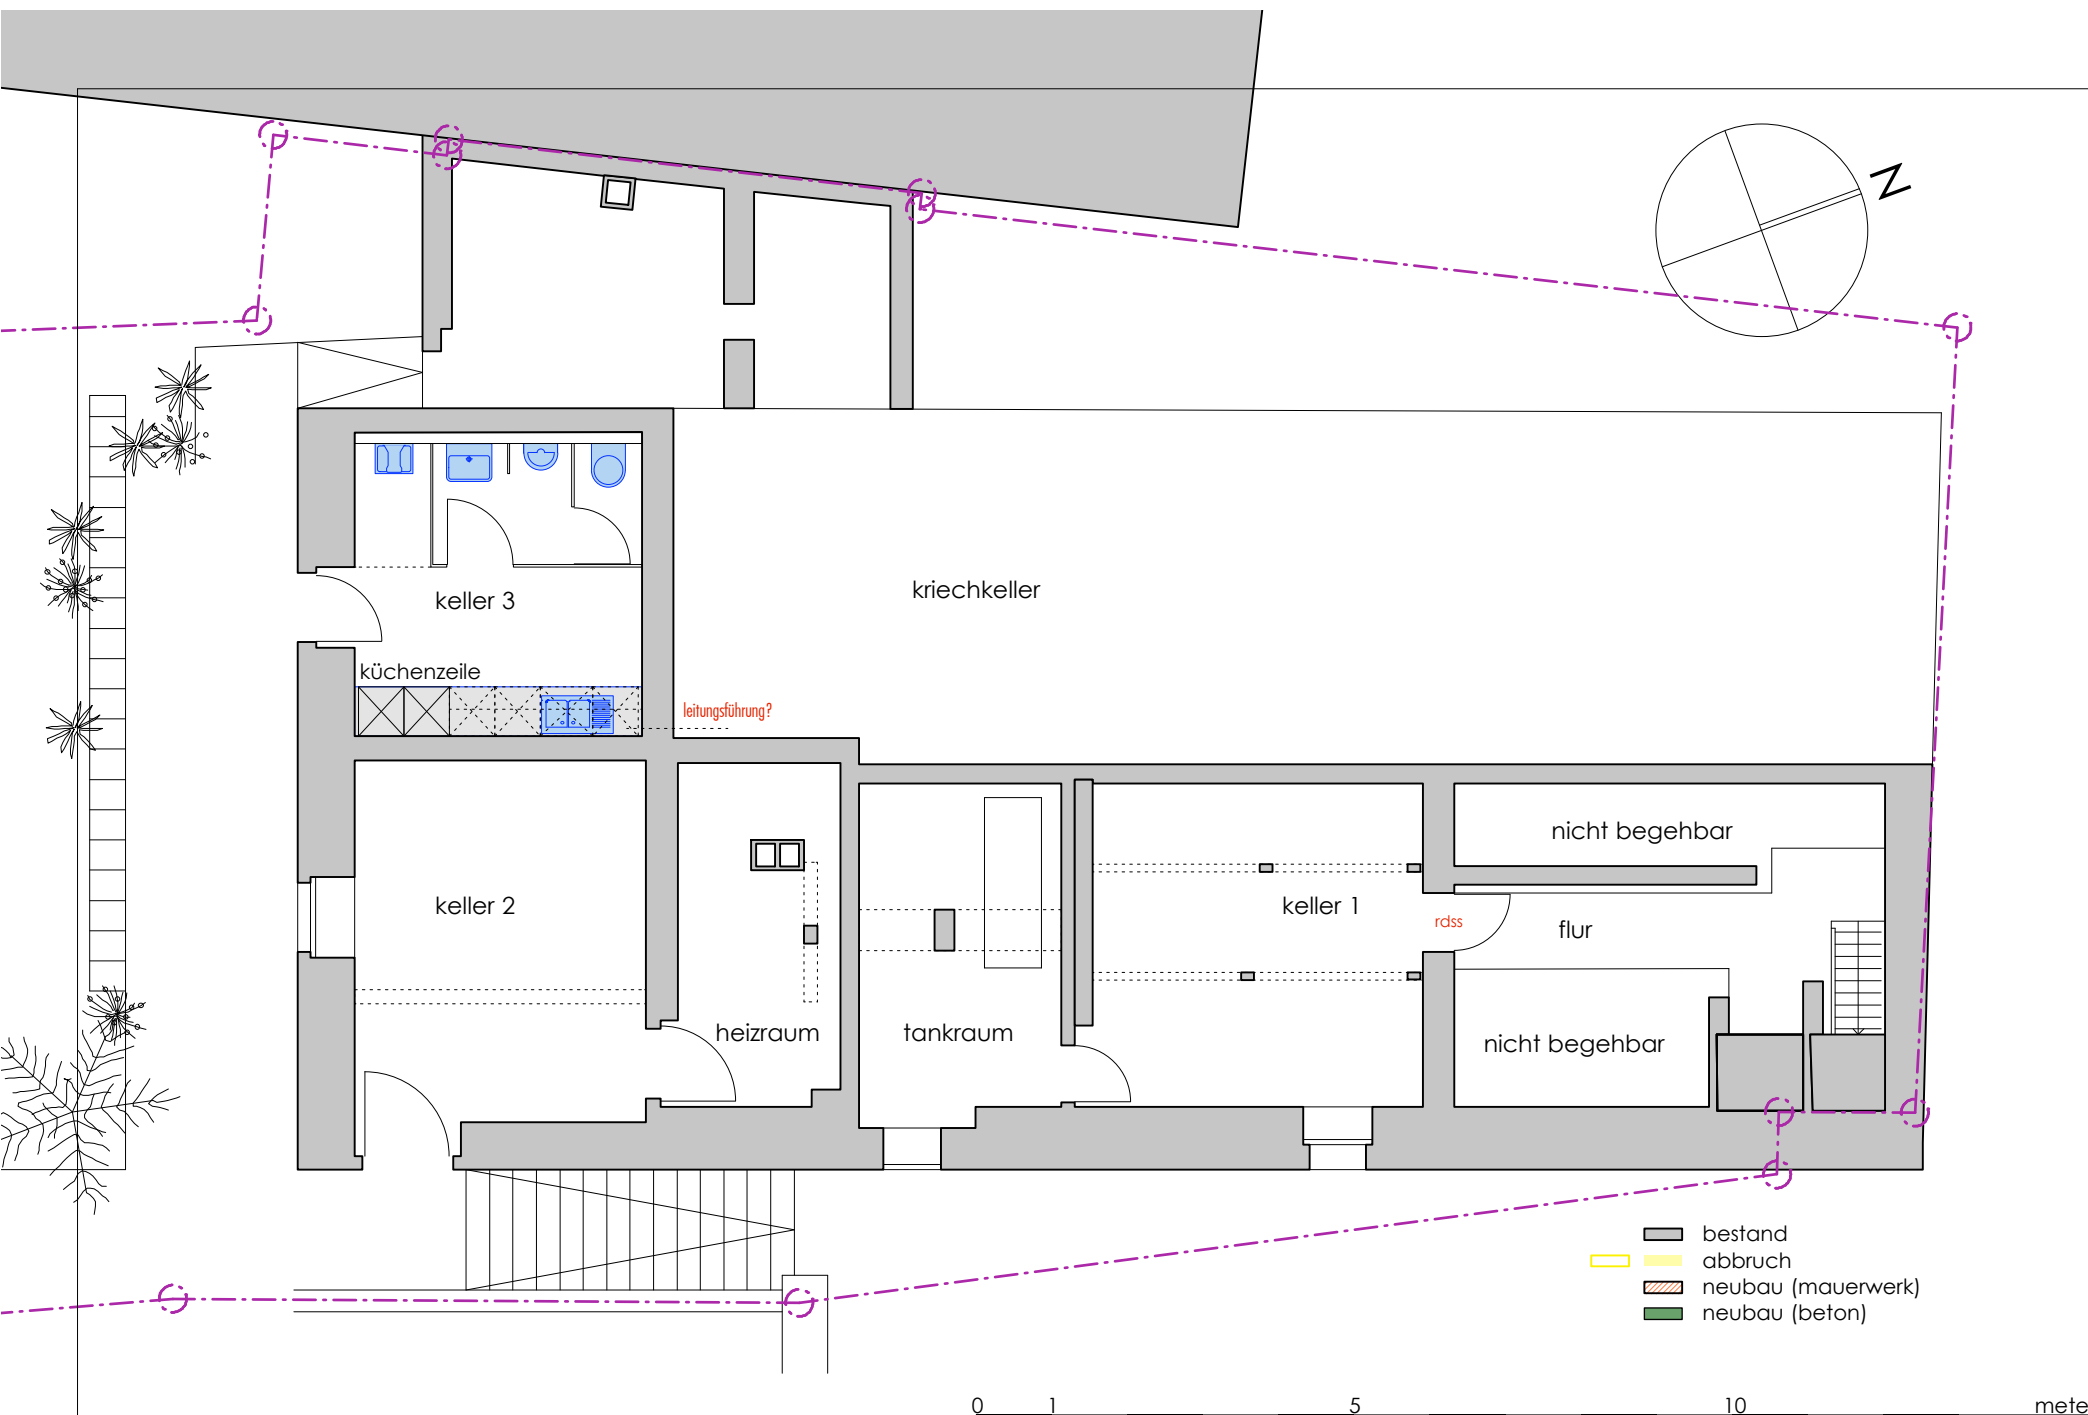 N
kriechkeller
keller 3
küchenzeile
leitungsführung?
nicht begehbar
keller 2
keller 1
rdss
flur
heizraum
tankraum
nicht begehbar
bestand
abbruch
neubau (mauerwerk)
neubau (beton)
0 1 5 10 mete